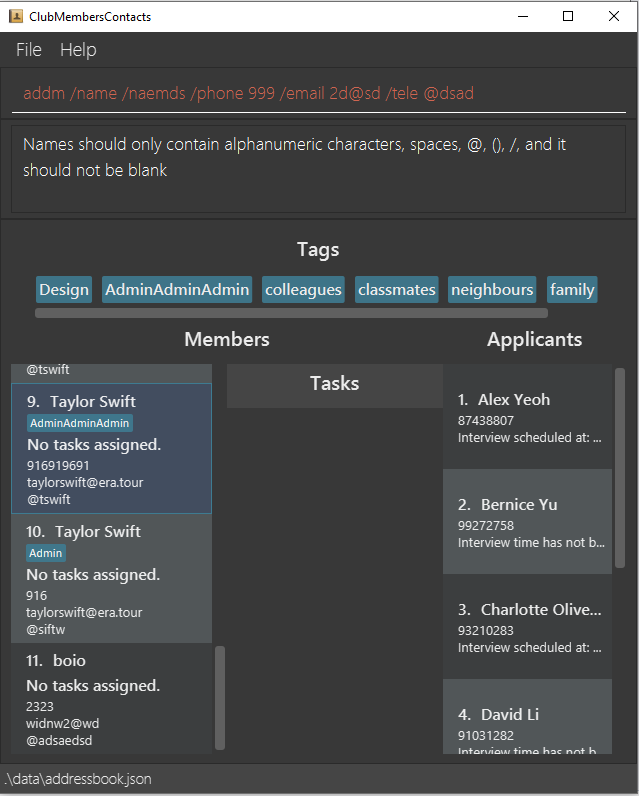 ClubMembersContacts
File Help
addm /name /naemds /phone 999 /email 2d@sd /tele @dsad
Names should only contain alphanumeric characters, spaces, @, (), /, and it
should not be blank
Tags
Design AdminAdminAdmin colleagues classmates neighbours family
Members
@tswift
9. Taylor Swift
AdminAdminAdmin
No tasks assigned.
916919691
taylorswift@era.tour
@tswift
10. Taylor Swift
Admin
No tasks assigned.
916
taylorswift@era.tour
@siftw
11. boio
No tasks assigned.
2323
widnw2@wd
@adsaedsd
Tasks
Applicants
1. Alex Yeoh
87438807
Interview scheduled at: ...
2. Bernice Yu
99272758
Interview time has not b...
3. Charlotte Olive...
93210283
Interview scheduled at: ...
4. David Li
91031282
Interview time has not b...
.\data\addressbook.json